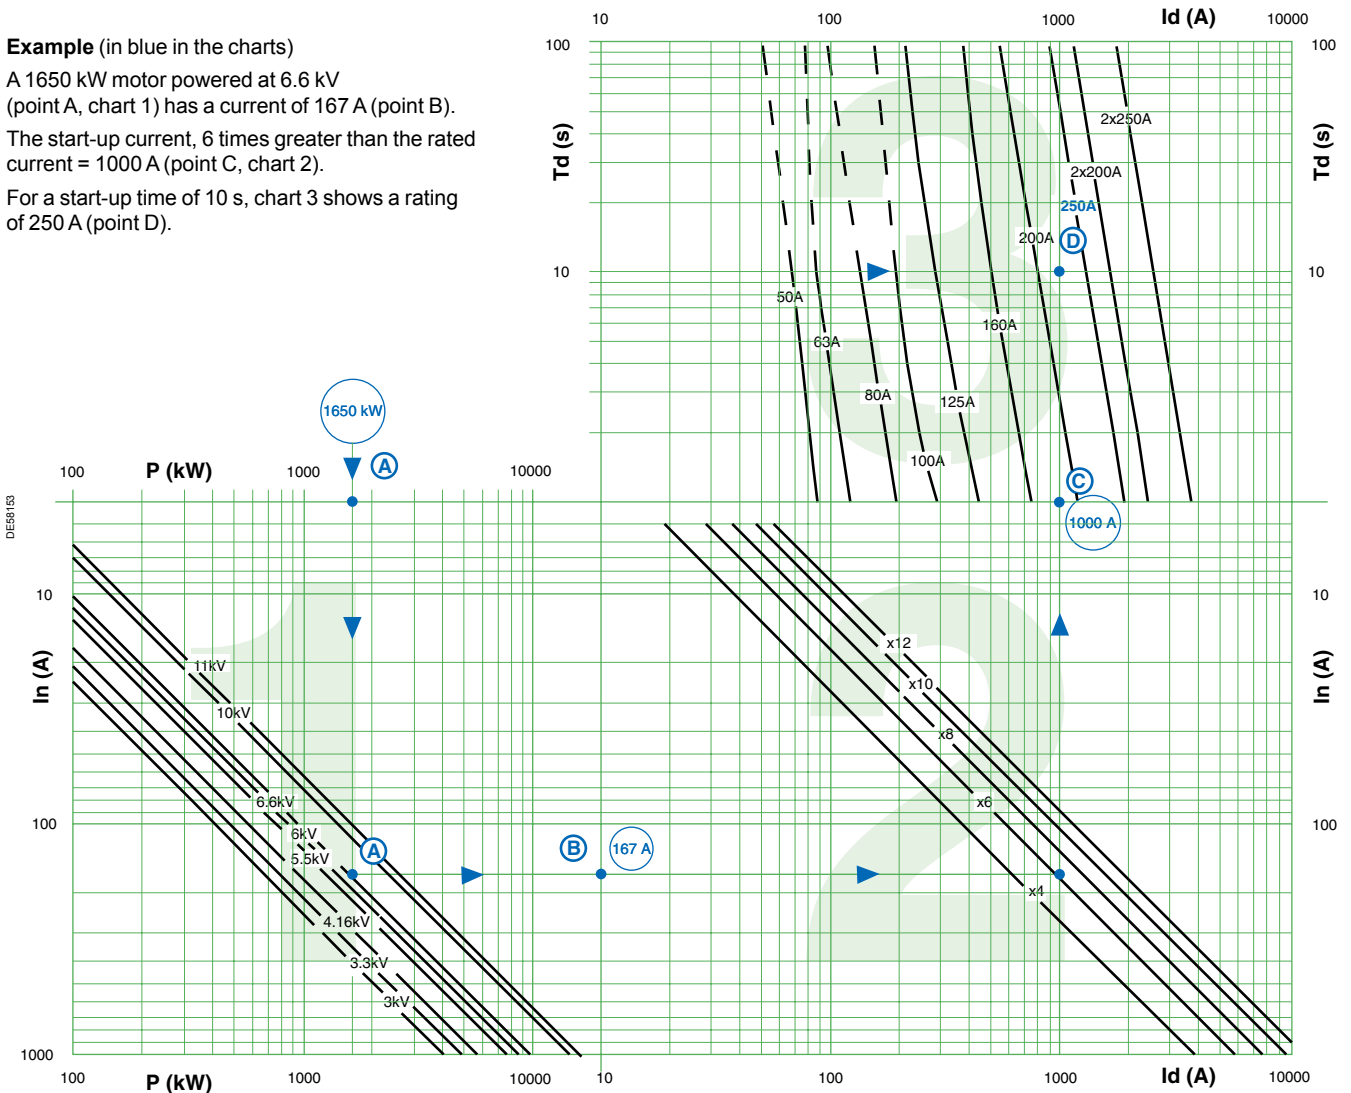 Example (in blue in the charts)
A 1650 kW motor powered at 6.6 kV
(point A, chart 1) has a current of 167 A (point B).
The start-up current, 6 times greater than the rated
current = 1000 A (point C, chart 2).
For a start-up time of 10 s, chart 3 shows a rating
of 250 A (point D).
10 100 1000 Id (A) 10000
100 100
Td (s) Td (s)
3
2x250A
2x200A
250A
200A D
10 10
50A
160A
63A
80A
125A
100A
C
1000 A
1650 kW
A
100 P (kW) 1000 10000
DE58153
1
2
10 10
In (A) In (A)
11kV
10kV
6.6kV
6kV
5.5kV
4.16kV
3.3kV
3kV
x12
x10
x8
x6
x4
100 100
A
B 167 A
1000
100 P (kW) 1000 10000
10 100 1000 Id (A) 10000